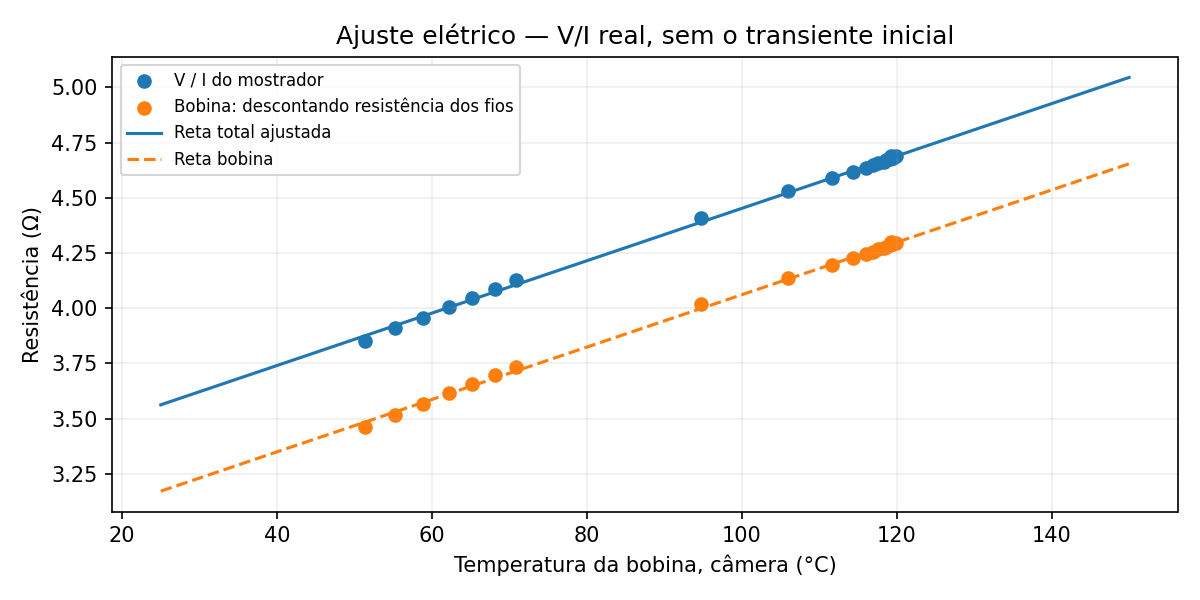 Ajuste elétrico — V/I real, sem o transiente inicial
V / I do mostrador
Bobina: descontando resistência dos fios
Reta total ajustada
Reta bobina
Resistência (Ω)
5.00
4.75
4.50
4.25
4.00
3.75
3.50
3.25
20 40 60 80 100 120 140
Temperatura da bobina, câmera (°C)